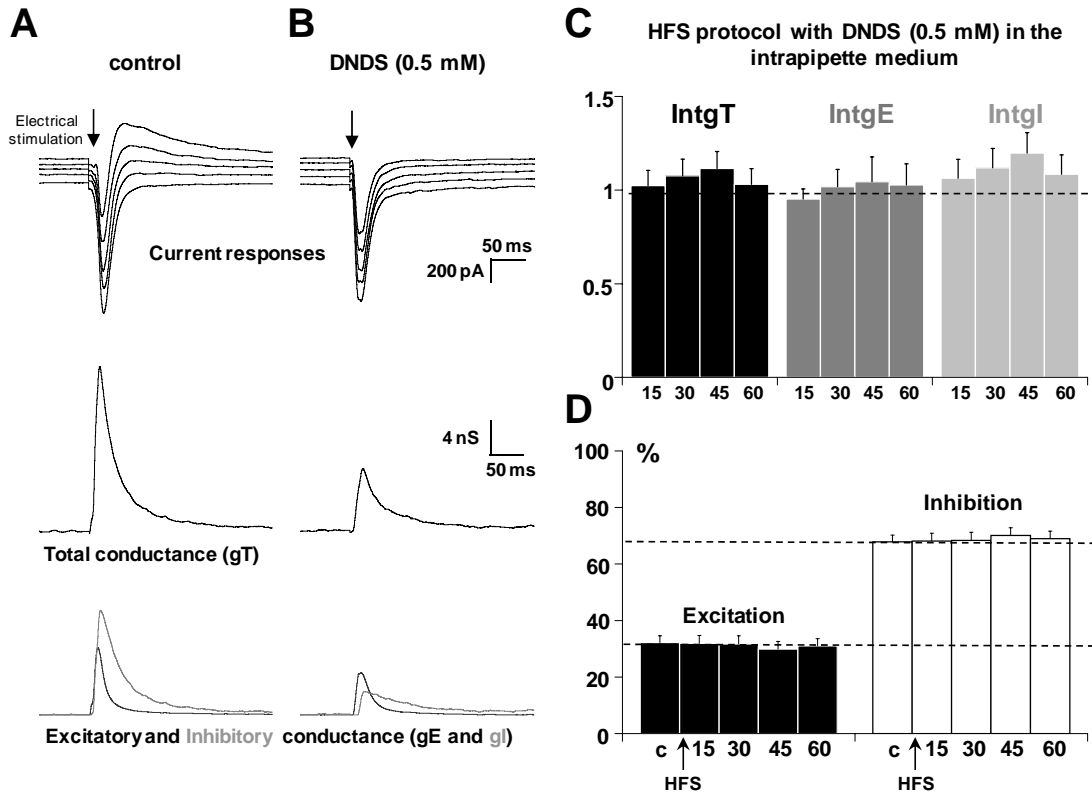 A
control
Electrical
stimulation
Current responses
Total conductance (gT)
Excitatory and Inhibitory conductance (gE and gI)
B
DNDS (0.5 mM)
50 ms
200 pA
4 nS
50 ms
C
HFS protocol with DNDS (0.5 mM) in the
intrapipette medium
1.5
1
0.5
0
IntgT
IntgE
IntgI
15 30 45 60 15 30 45 60 15 30 45 60
D
%
100
80
60
40
20
0
Excitation
Inhibition
c 15 30 45 60 c 15 30 45 60
HFS HFS